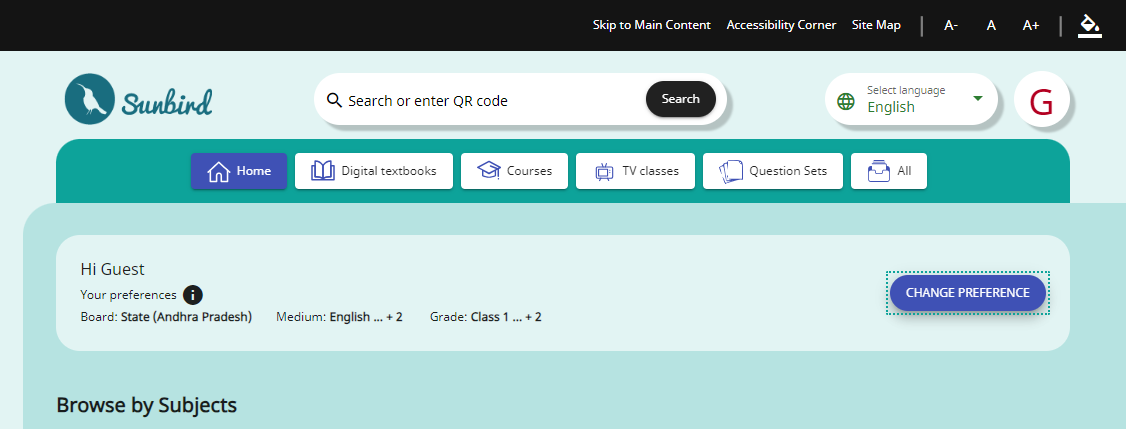 Skip to Main Content Accessibility Corner Site Map A- A A+
Sunbird Search or enter QR code Search Select language English G
Home Digital textbooks Courses TV classes Question Sets All
Hi Guest
Your preferences i
CHANGE PREFERENCE
Board: State (Andhra Pradesh) Medium: English ... + 2 Grade: Class 1 ... + 2
Browse by Subjects